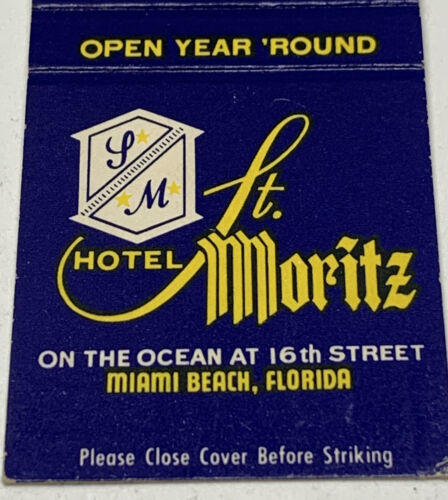 OPEN YEAR 'ROUND
S
M
St.
HOTEL Moritz
ON THE OCEAN AT 16th STREET
MIAMI BEACH, FLORIDA
Please Close Cover Before Striking